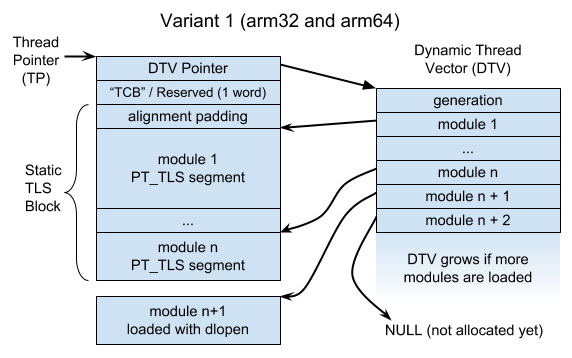 Variant 1 (arm32 and arm64)
Thread
Pointer
(TP)
DTV Pointer
“TCB” / Reserved (1 word)
alignment padding
module 1
PT_TLS segment
...
module n
PT_TLS segment
Static
TLS
Block
module n+1
loaded with dlopen
Dynamic Thread
Vector (DTV)
generation
module 1
...
module n
module n + 1
module n + 2
DTV grows if more
modules are loaded
NULL (not allocated yet)